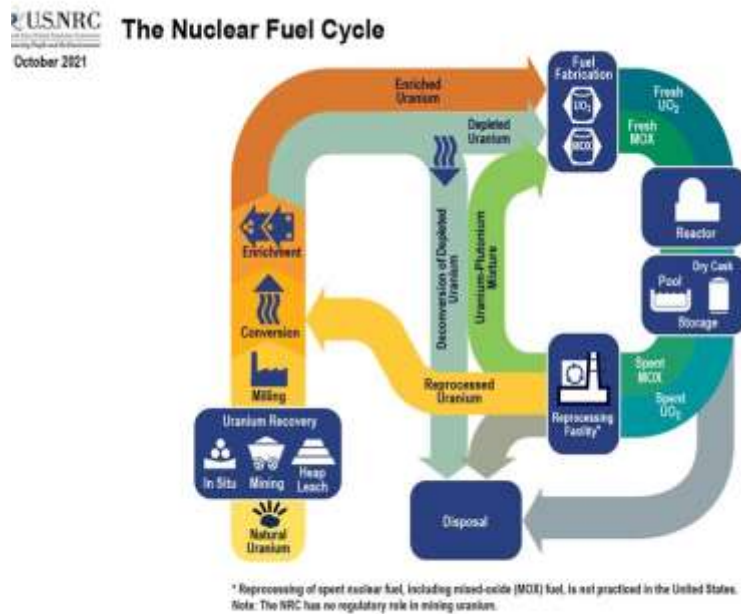 U.S.NRC
October 2021
The Nuclear Fuel Cycle
Enriched
Uranium
Depleted
Uranium
Fuel
Fabrication
UO2
MOX
Fresh
UO2
Fresh
MOX
Reactor
Dry Cask
Pool
Storage
Enrichment
Conversion
Milling
Deconversion of Depleted
Uranium
Uranium-Plutonium
Mixture
Reprocessed
Uranium
Reprocessing
Facility*
Spent
MOX
Spent
UO2
Uranium Recovery
In Situ
Mining
Heap
Leach
Natural
Uranium
Disposal
* Reprocessing of spent nuclear fuel, including mixed-oxide (MOX) fuel, is not practiced in the United States.
Note: The NRC has no regulatory role in mining uranium.